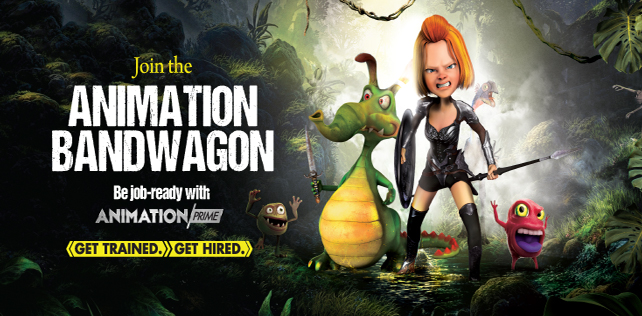 Join the
ANIMATION
BANDWAGON
Be job-ready with
ANIMATION PRIME
GET TRAINED. GET HIRED.